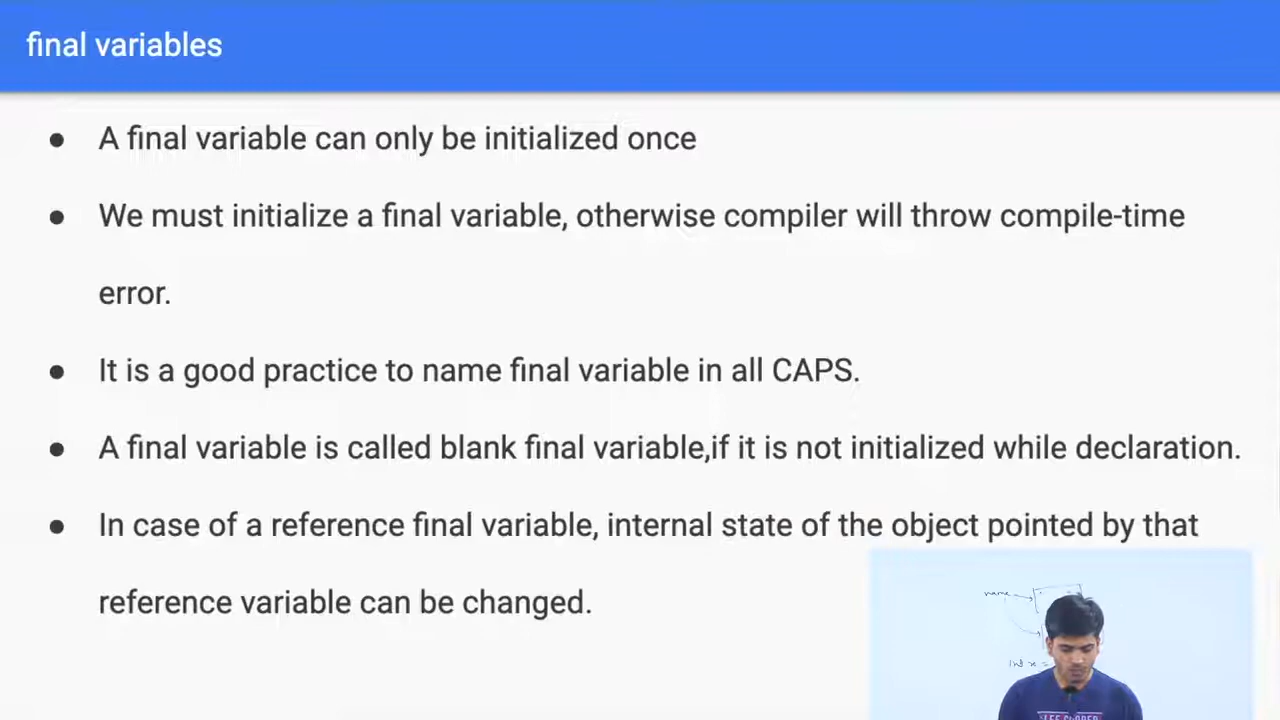 final variables
● A final variable can only be initialized once
● We must initialize a final variable, otherwise compiler will throw compile-time
error.
● It is a good practice to name final variable in all CAPS.
● A final variable is called blank final variable,if it is not initialized while declaration.
● In case of a reference final variable, internal state of the object pointed by that
reference variable can be changed.
name
int x =